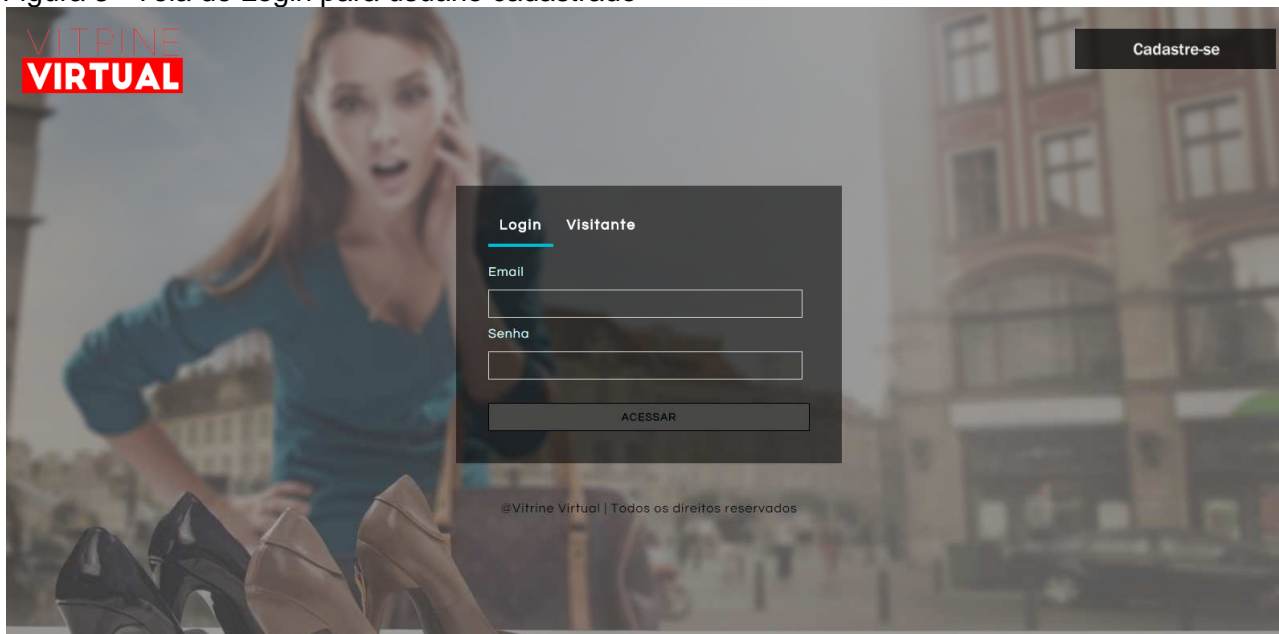 VITRINE
VIRTUAL
Cadastre-se
Login Visitante
Email
Senha
ACESSAR
@Vitrine Virtual | Todos os direitos reservados